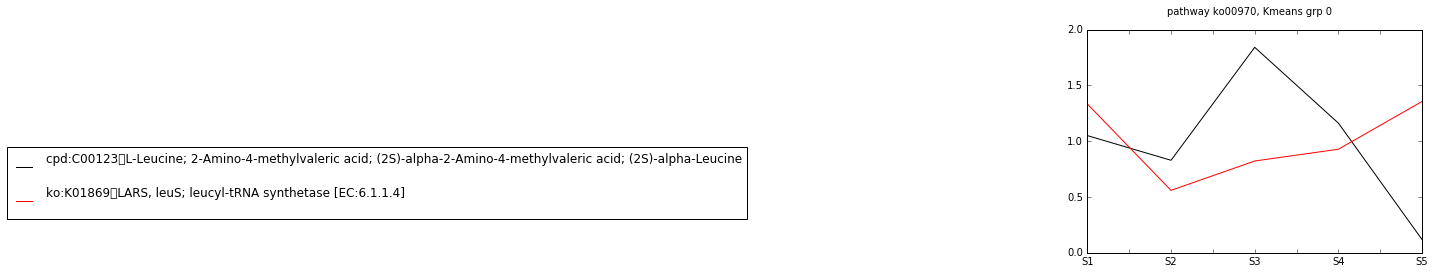 pathway ko00970, Kmeans grp 0
2.0
1.5
1.0
0.5
0.0
S1 S2 S3 S4 S5
cpd:C00123▯L-Leucine; 2-Amino-4-methylvaleric acid; (2S)-alpha-2-Amino-4-methylvaleric acid; (2S)-alpha-Leucine
ko:K01869▯LARS, leuS; leucyl-tRNA synthetase [EC:6.1.1.4]